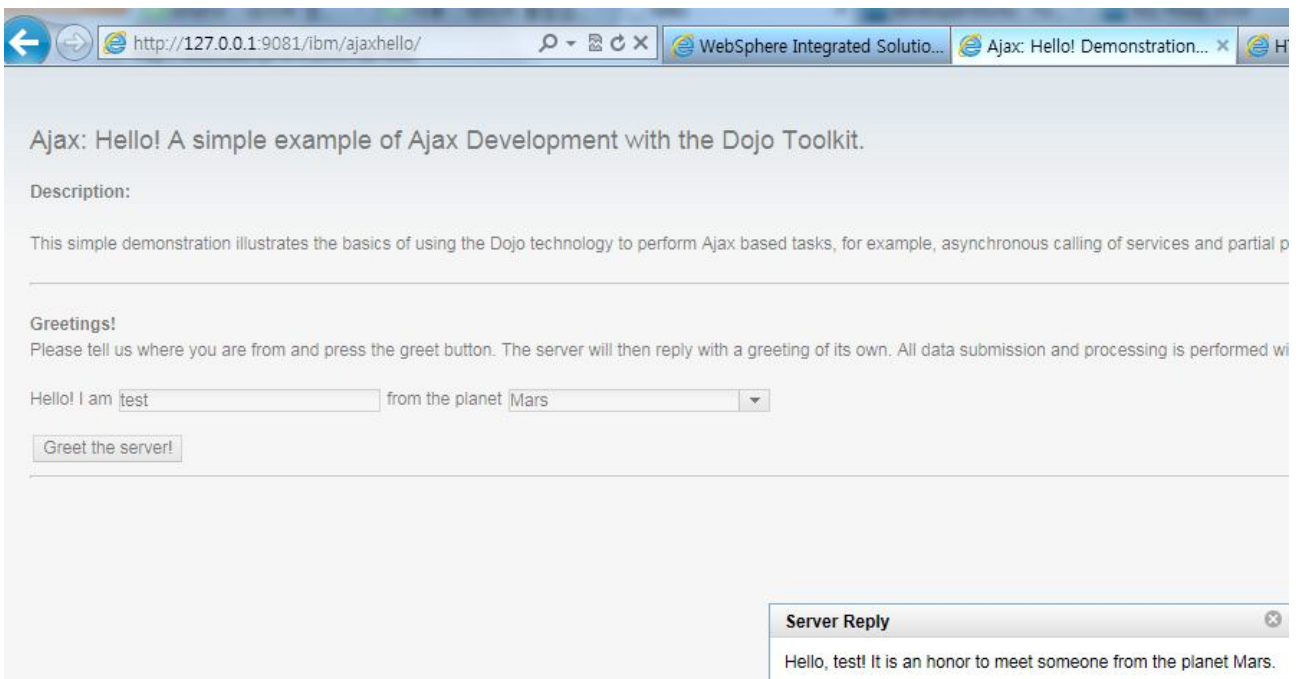 http://127.0.0.1:9081/ibm/ajaxhello/
WebSphere Integrated Solutio...
Ajax: Hello! Demonstration...
Ajax: Hello! A simple example of Ajax Development with the Dojo Toolkit.
Description:
This simple demonstration illustrates the basics of using the Dojo technology to perform Ajax based tasks, for example, asynchronous calling of services and partial p
Greetings!
Please tell us where you are from and press the greet button. The server will then reply with a greeting of its own. All data submission and processing is performed wi
Hello! I am test from the planet Mars
Greet the server!
Server Reply
Hello, test! It is an honor to meet someone from the planet Mars.